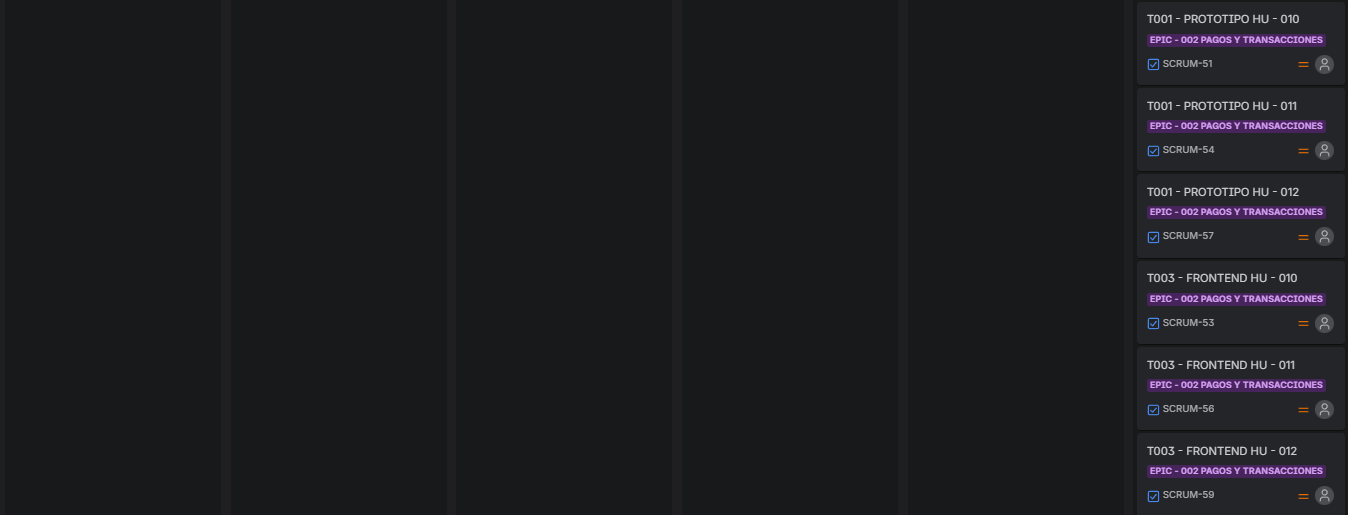 T001 - PROTOTIPO HU - 010
EPIC - 002 PAGOS Y TRANSACCIONES
SCRUM-51
T001 - PROTOTIPO HU - 011
EPIC - 002 PAGOS Y TRANSACCIONES
SCRUM-54
T001 - PROTOTIPO HU - 012
EPIC - 002 PAGOS Y TRANSACCIONES
SCRUM-57
T003 - FRONTEND HU - 010
EPIC - 002 PAGOS Y TRANSACCIONES
SCRUM-53
T003 - FRONTEND HU - 011
EPIC - 002 PAGOS Y TRANSACCIONES
SCRUM-56
T003 - FRONTEND HU - 012
EPIC - 002 PAGOS Y TRANSACCIONES
SCRUM-59